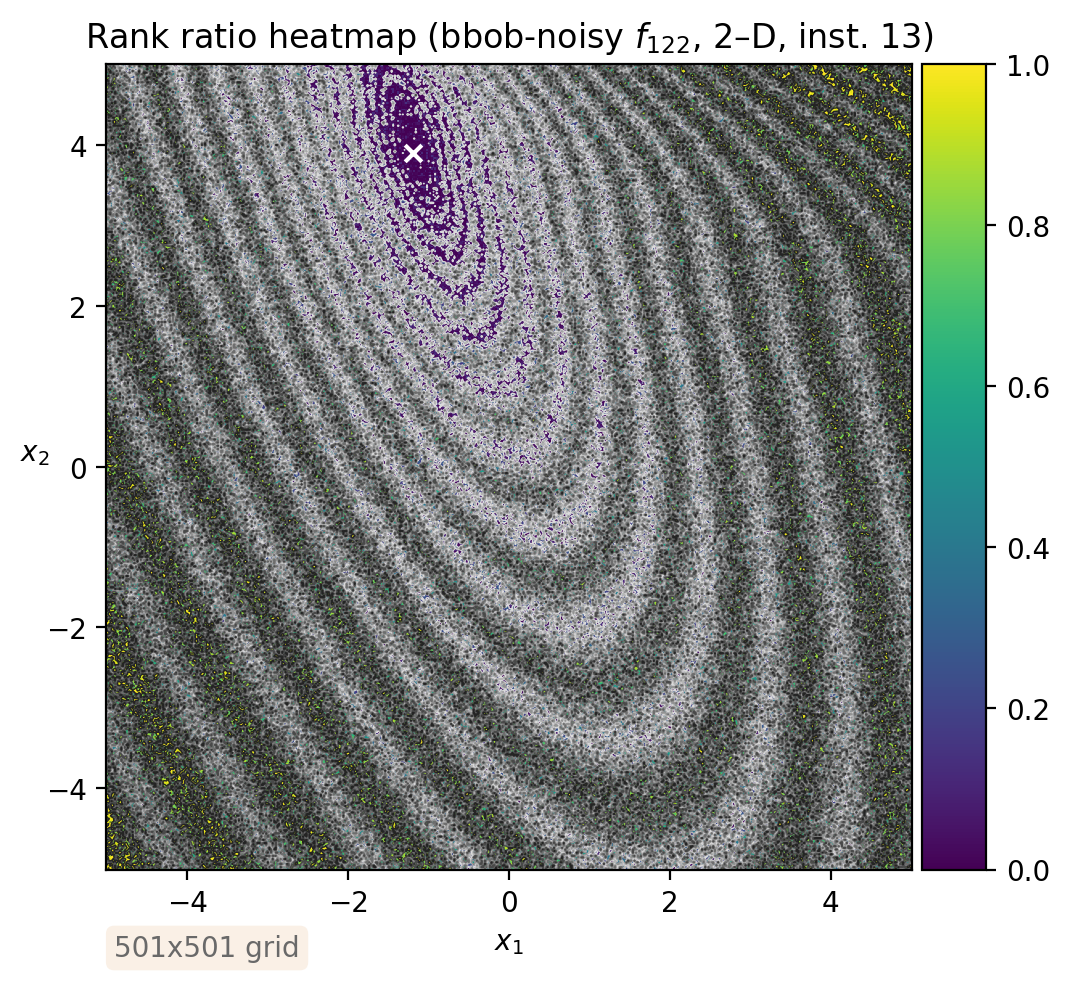 Rank ratio heatmap (bbob-noisy f₁₂₂, 2–D, inst. 13)
1.0
0.8
0.6
0.4
0.2
0.0
4
2
0
−2
−4
x₂
−4 −2 0 2 4
x₁
501x501 grid